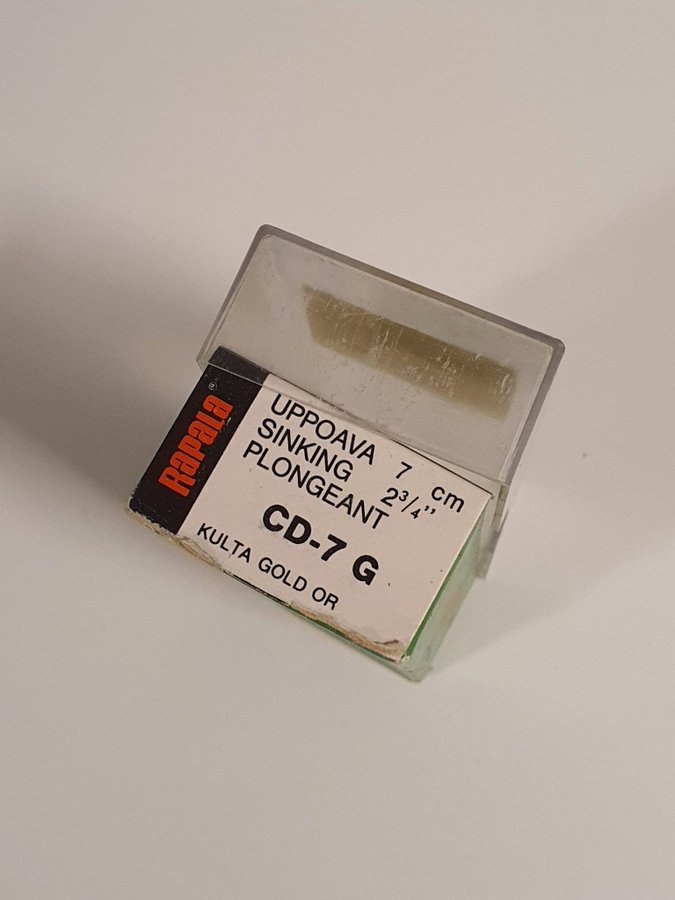 RAPALA®
UPPOAVA
SINKING
PLONGEANT
7 cm
2¾"
CD-7 G
KULTA GOLD OR